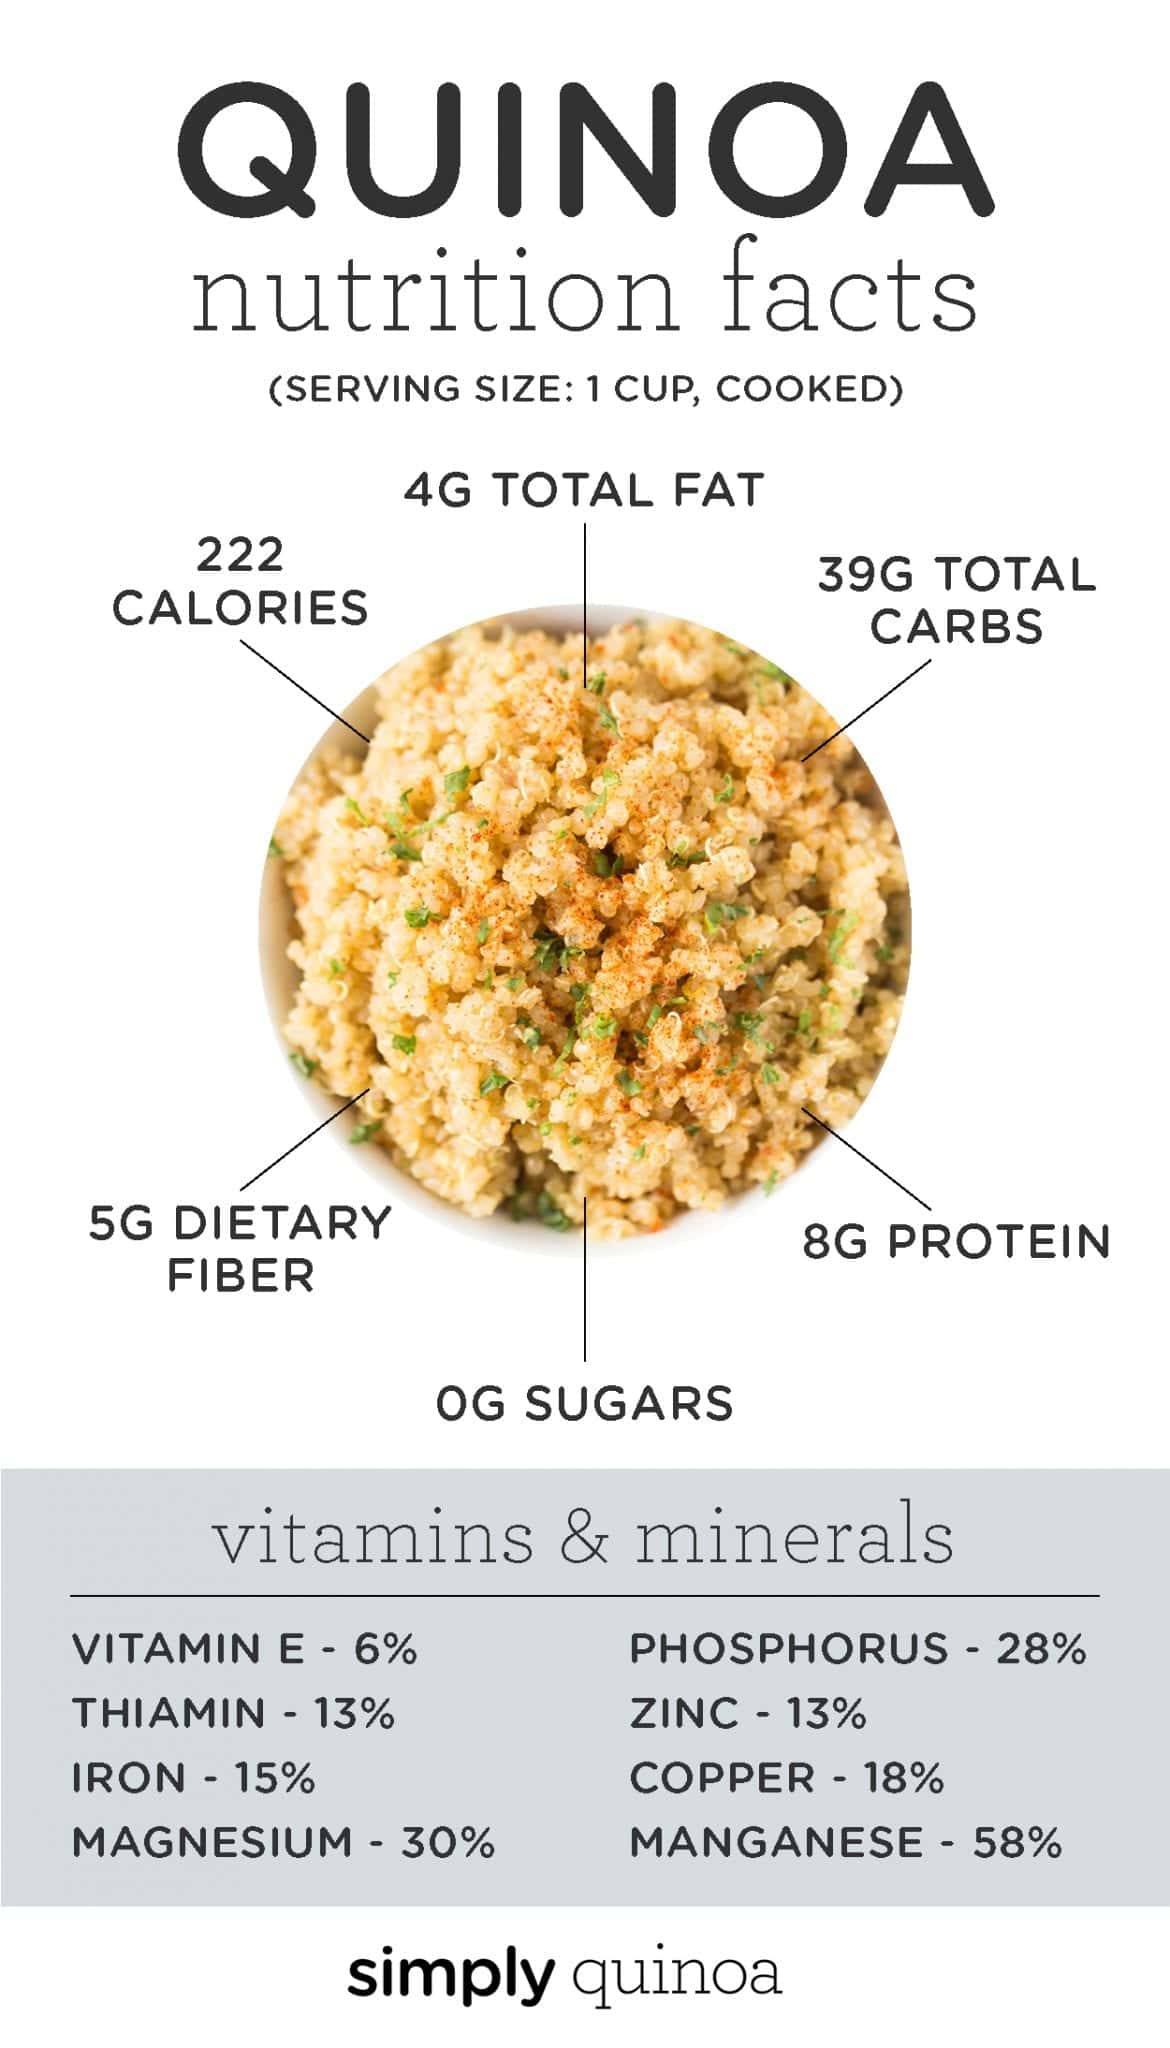 QUINOA
nutrition facts
(SERVING SIZE: 1 CUP, COOKED)
4G TOTAL FAT
222
CALORIES
39G TOTAL
CARBS
5G DIETARY
FIBER
8G PROTEIN
0G SUGARS
vitamins & minerals
VITAMIN E - 6%
THIAMIN - 13%
IRON - 15%
MAGNESIUM - 30%
PHOSPHORUS - 28%
ZINC - 13%
COPPER - 18%
MANGANESE - 58%
simply quinoa